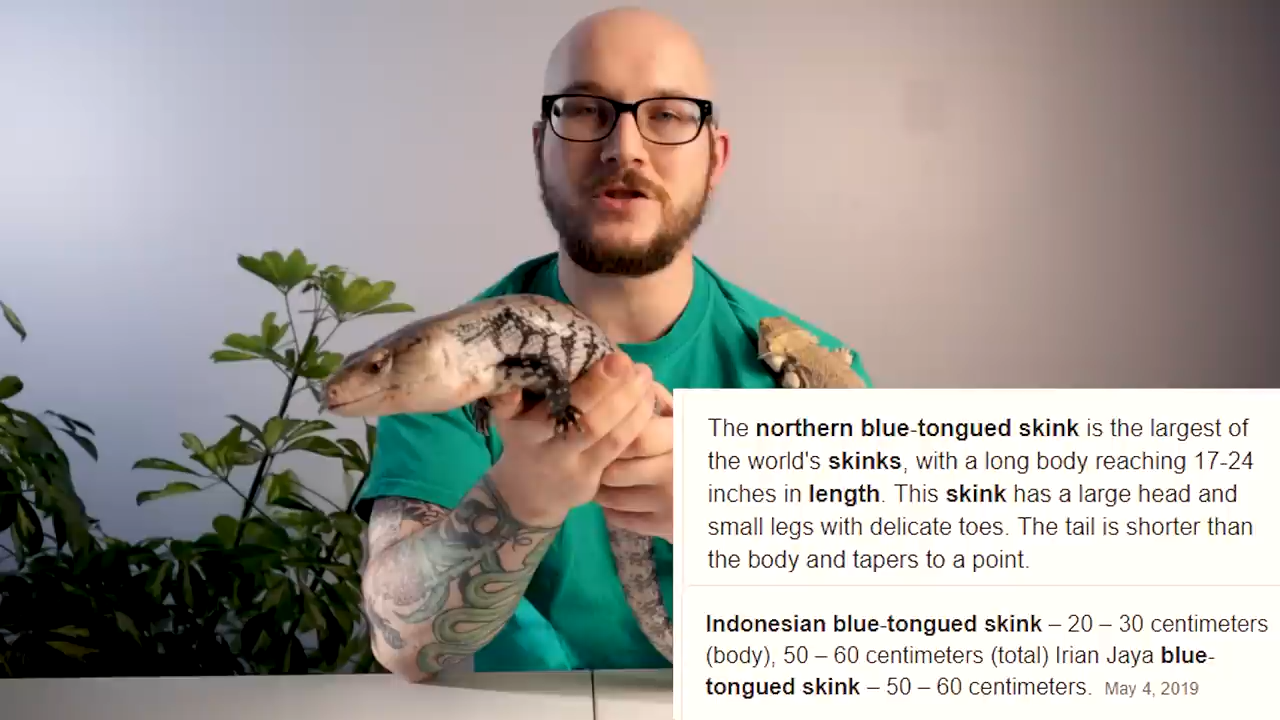 The northern blue-tongued skink is the largest of
the world's skinks, with a long body reaching 17-24
inches in length. This skink has a large head and
small legs with delicate toes. The tail is shorter than
the body and tapers to a point.
Indonesian blue-tongued skink – 20 – 30 centimeters
(body), 50 – 60 centimeters (total) Irian Jaya blue-
tongued skink – 50 – 60 centimeters. May 4, 2019